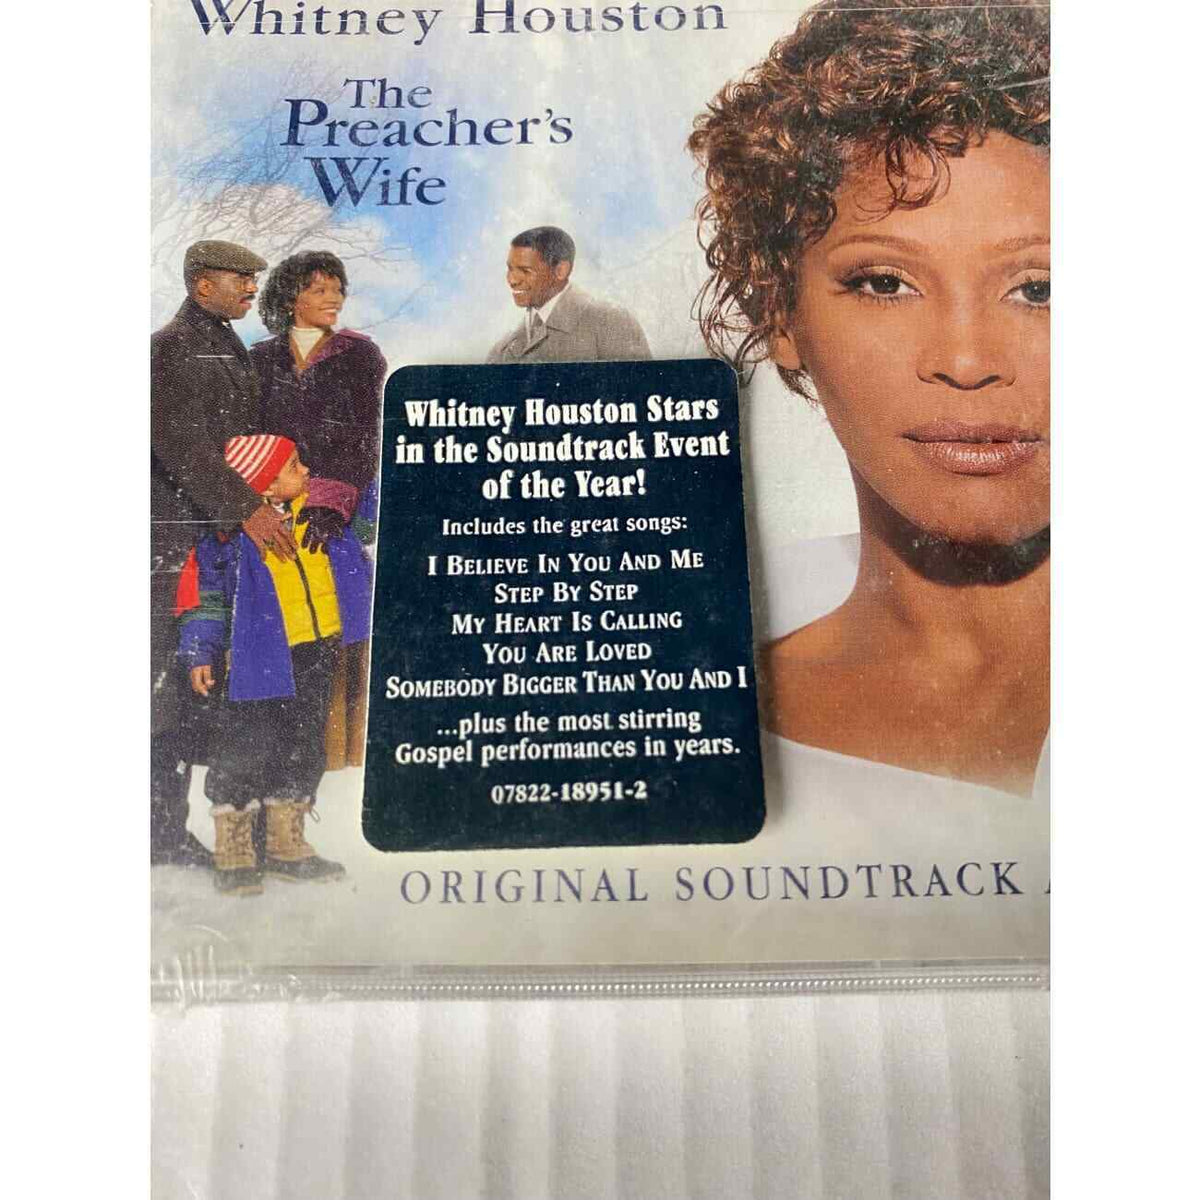 Whitney Houston
The
Preacher's
Wife
Whitney Houston Stars
in the Soundtrack Event
of the Year!
Includes the great songs:
I BELIEVE IN YOU AND ME
STEP BY STEP
MY HEART IS CALLING
YOU ARE LOVED
SOMEBODY BIGGER THAN YOU AND I
...plus the most stirring
Gospel performances in years.
07822-18951-2
ORIGINAL SOUNDTRACK